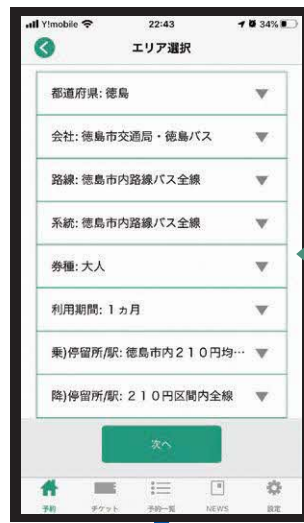 Y!mobile 22:43 34%
エリア選択
都道府県: 徳島
会社: 徳島市交通局・徳島バス
路線: 徳島市内路線バス全線
系統: 徳島市内路線バス全線
券種: 大人
利用期間: 1ヵ月
乗)停留所/駅: 徳島市内210円均…
降)停留所/駅: 210円区間内全線
次へ
予約 チケット 予約一覧 NEWS 設定